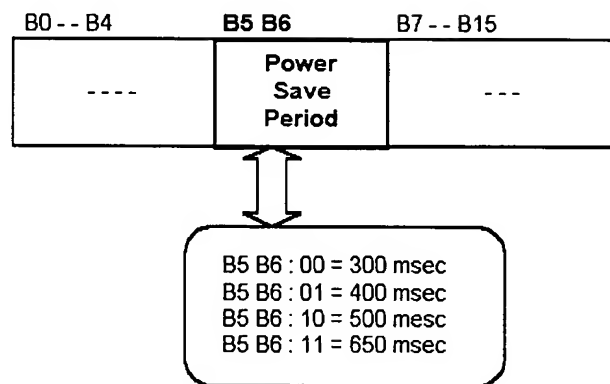 B0 - - B4 B5 B6 B7 - - B15
- - - - Power Save Period - - -
B5 B6 : 00 = 300 msec
B5 B6 : 01 = 400 msec
B5 B6 : 10 = 500 mesc
B5 B6 : 11 = 650 msec